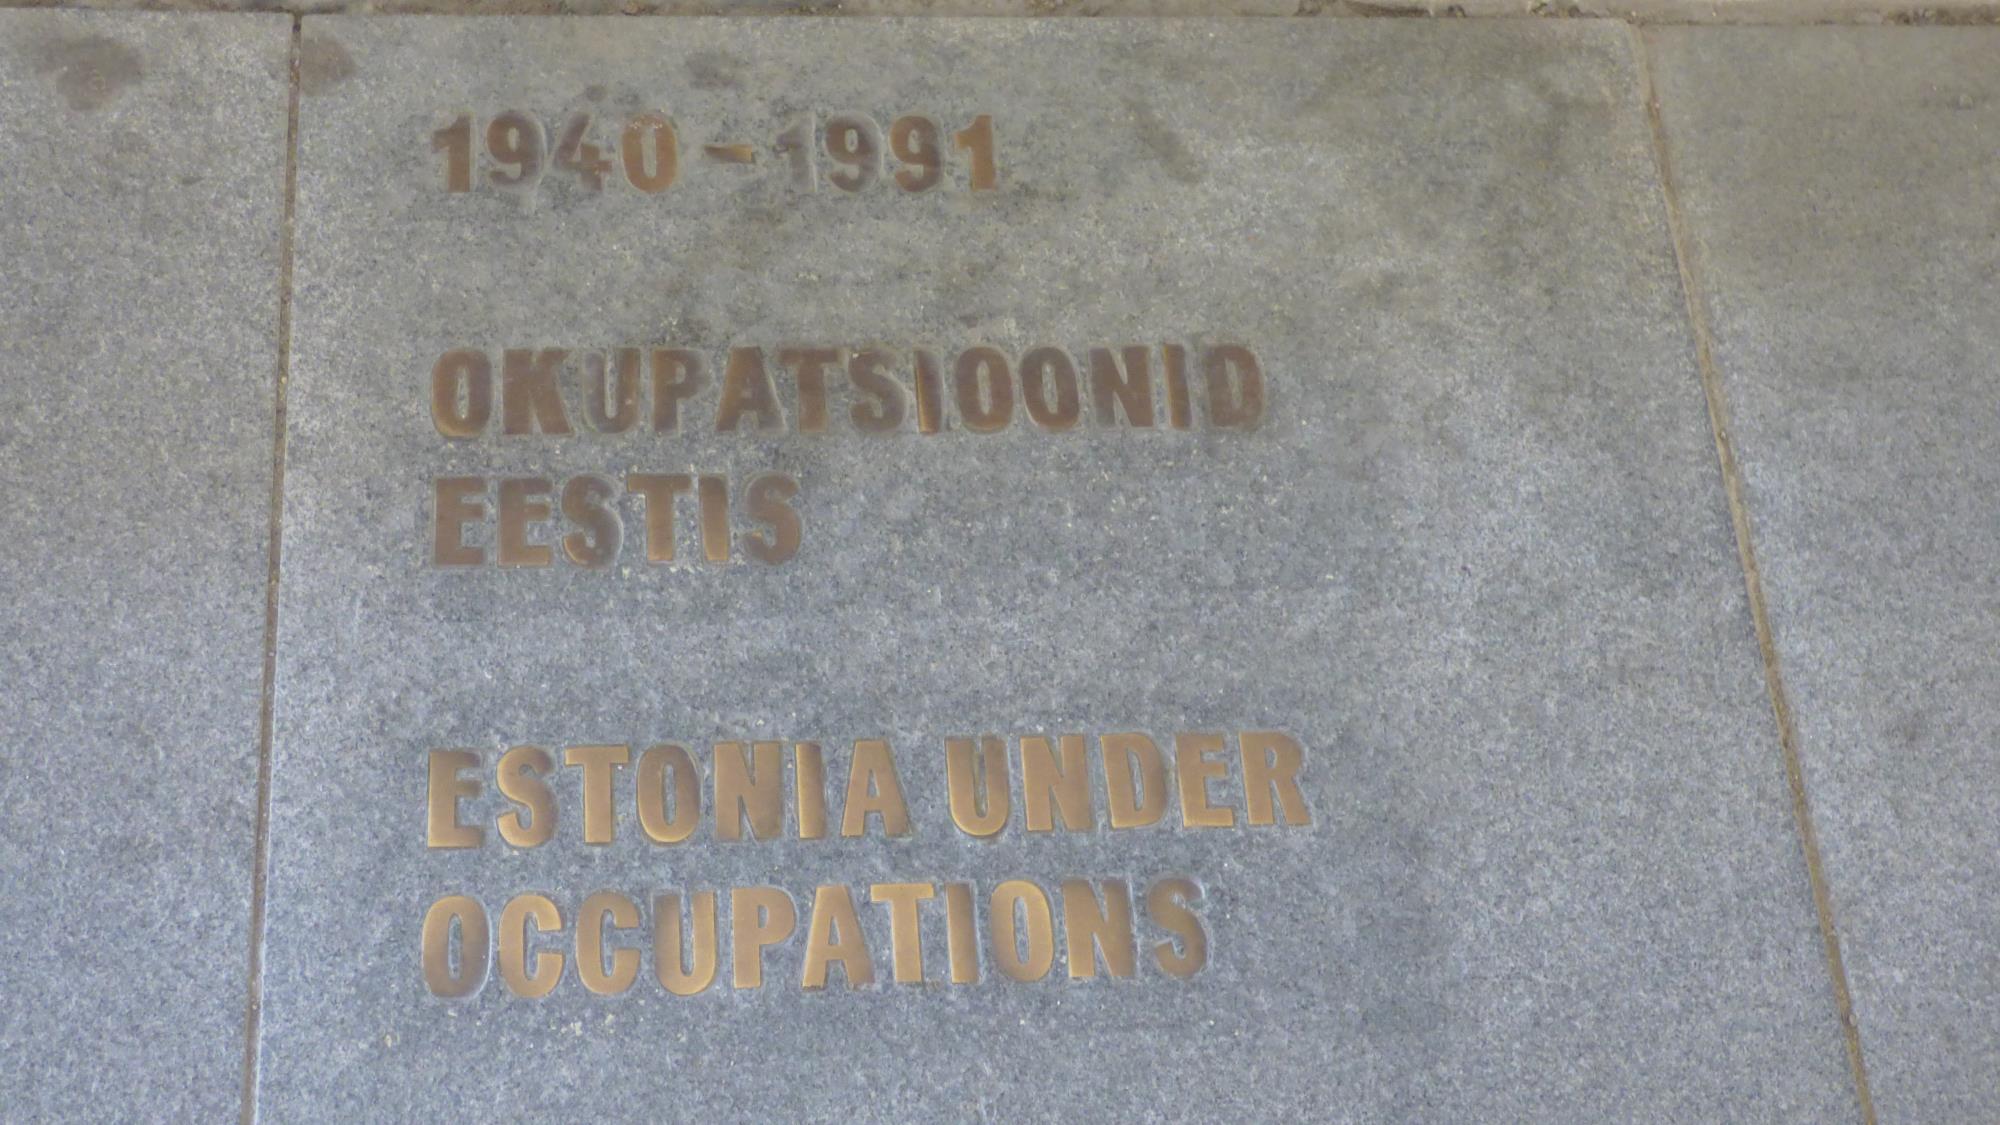 1940 – 1991
OKUPATSIOONID
EESTIS
ESTONIA UNDER
OCCUPATIONS